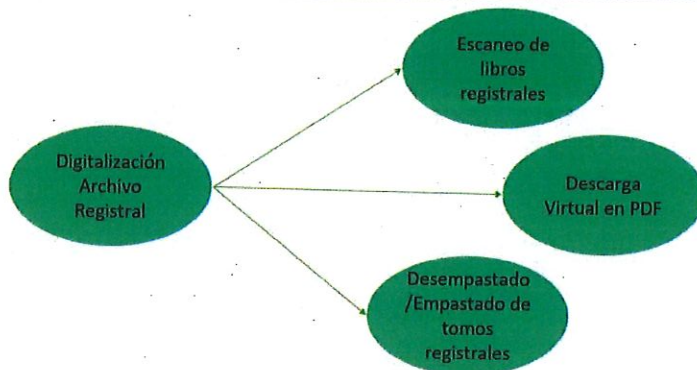 Escaneo de
libros
registrales
Digitalización
Archivo
Registral
Descarga
Virtual en PDF
Desempastado
/Empastado de
tomos
registrales